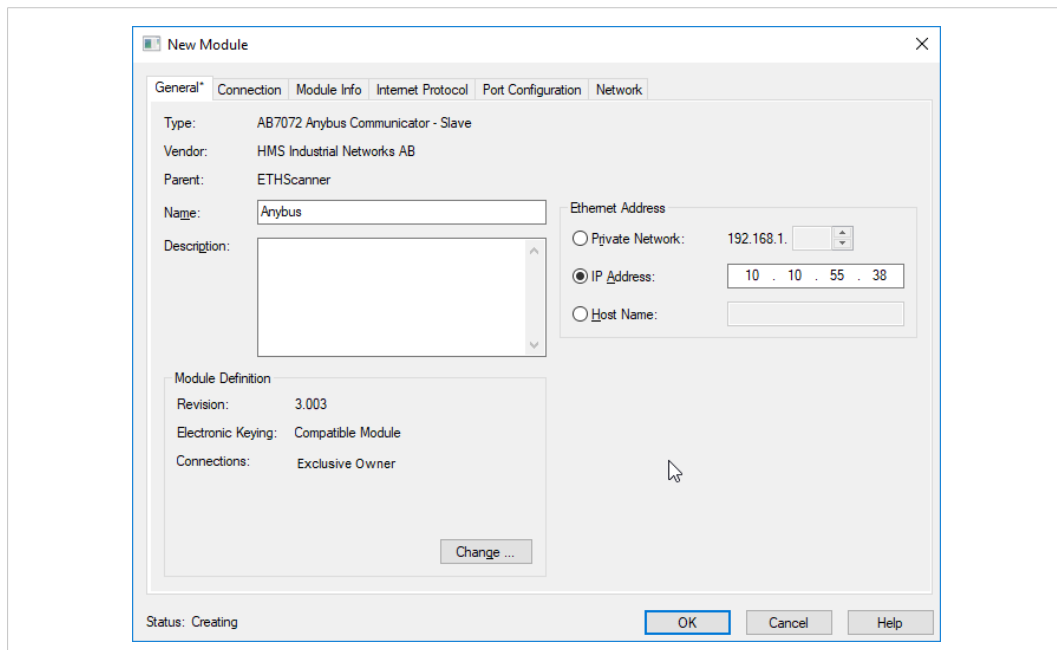 New Module
General* Connection Module Info Internet Protocol Port Configuration Network
Type: AB7072 Anybus Communicator - Slave
Vendor: HMS Industrial Networks AB
Parent: ETHScanner
Name: Anybus
Description:
Ethernet Address
Private Network: 192.168.1.
IP Address: 10 . 10 . 55 . 38
Host Name:
Module Definition
Revision: 3.003
Electronic Keying: Compatible Module
Connections: Exclusive Owner
Change ...
Status: Creating
OK Cancel Help